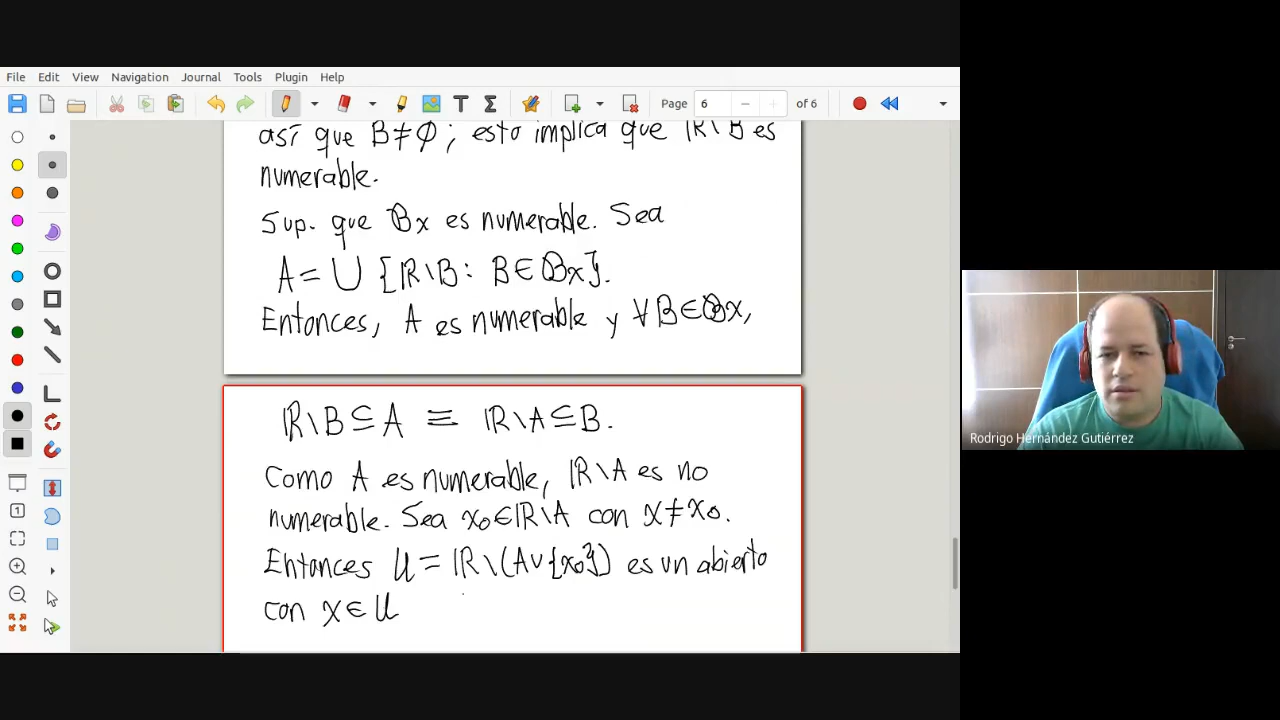 File Edit View Navigation Journal Tools Plugin Help
Page 6 of 6
así que B≠∅; esto implica que ℝ\B es
numerable.
Sup. que ℬx es numerable. Sea
A = ∪ {ℝ\B : B∈ℬx}.
Entonces, A es numerable y ∀B∈ℬx,
ℝ\B ⊆ A ≡ ℝ\A ⊆ B.
Como A es numerable, ℝ\A es no
numerable. Sea x₀∈ℝ\A con x≠x₀.
Entonces U = ℝ\(A∪{x₀}) es un abierto
con x∈U
Rodrigo Hernández Gutiérrez